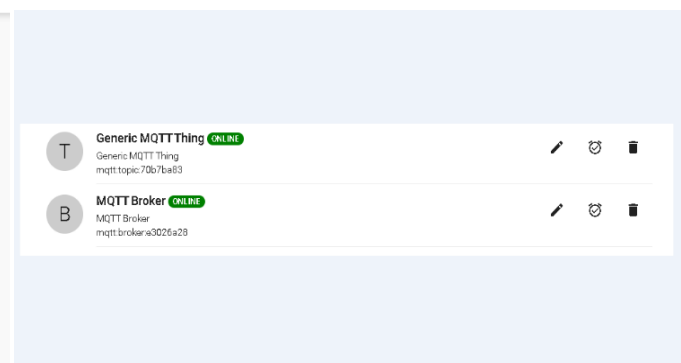 T
Generic MQTT Thing ONLINE
Generic MQTT Thing
mqtt:topic:70b7ba83
B
MQTT Broker ONLINE
MQTT Broker
mqtt:broker:e3026a28